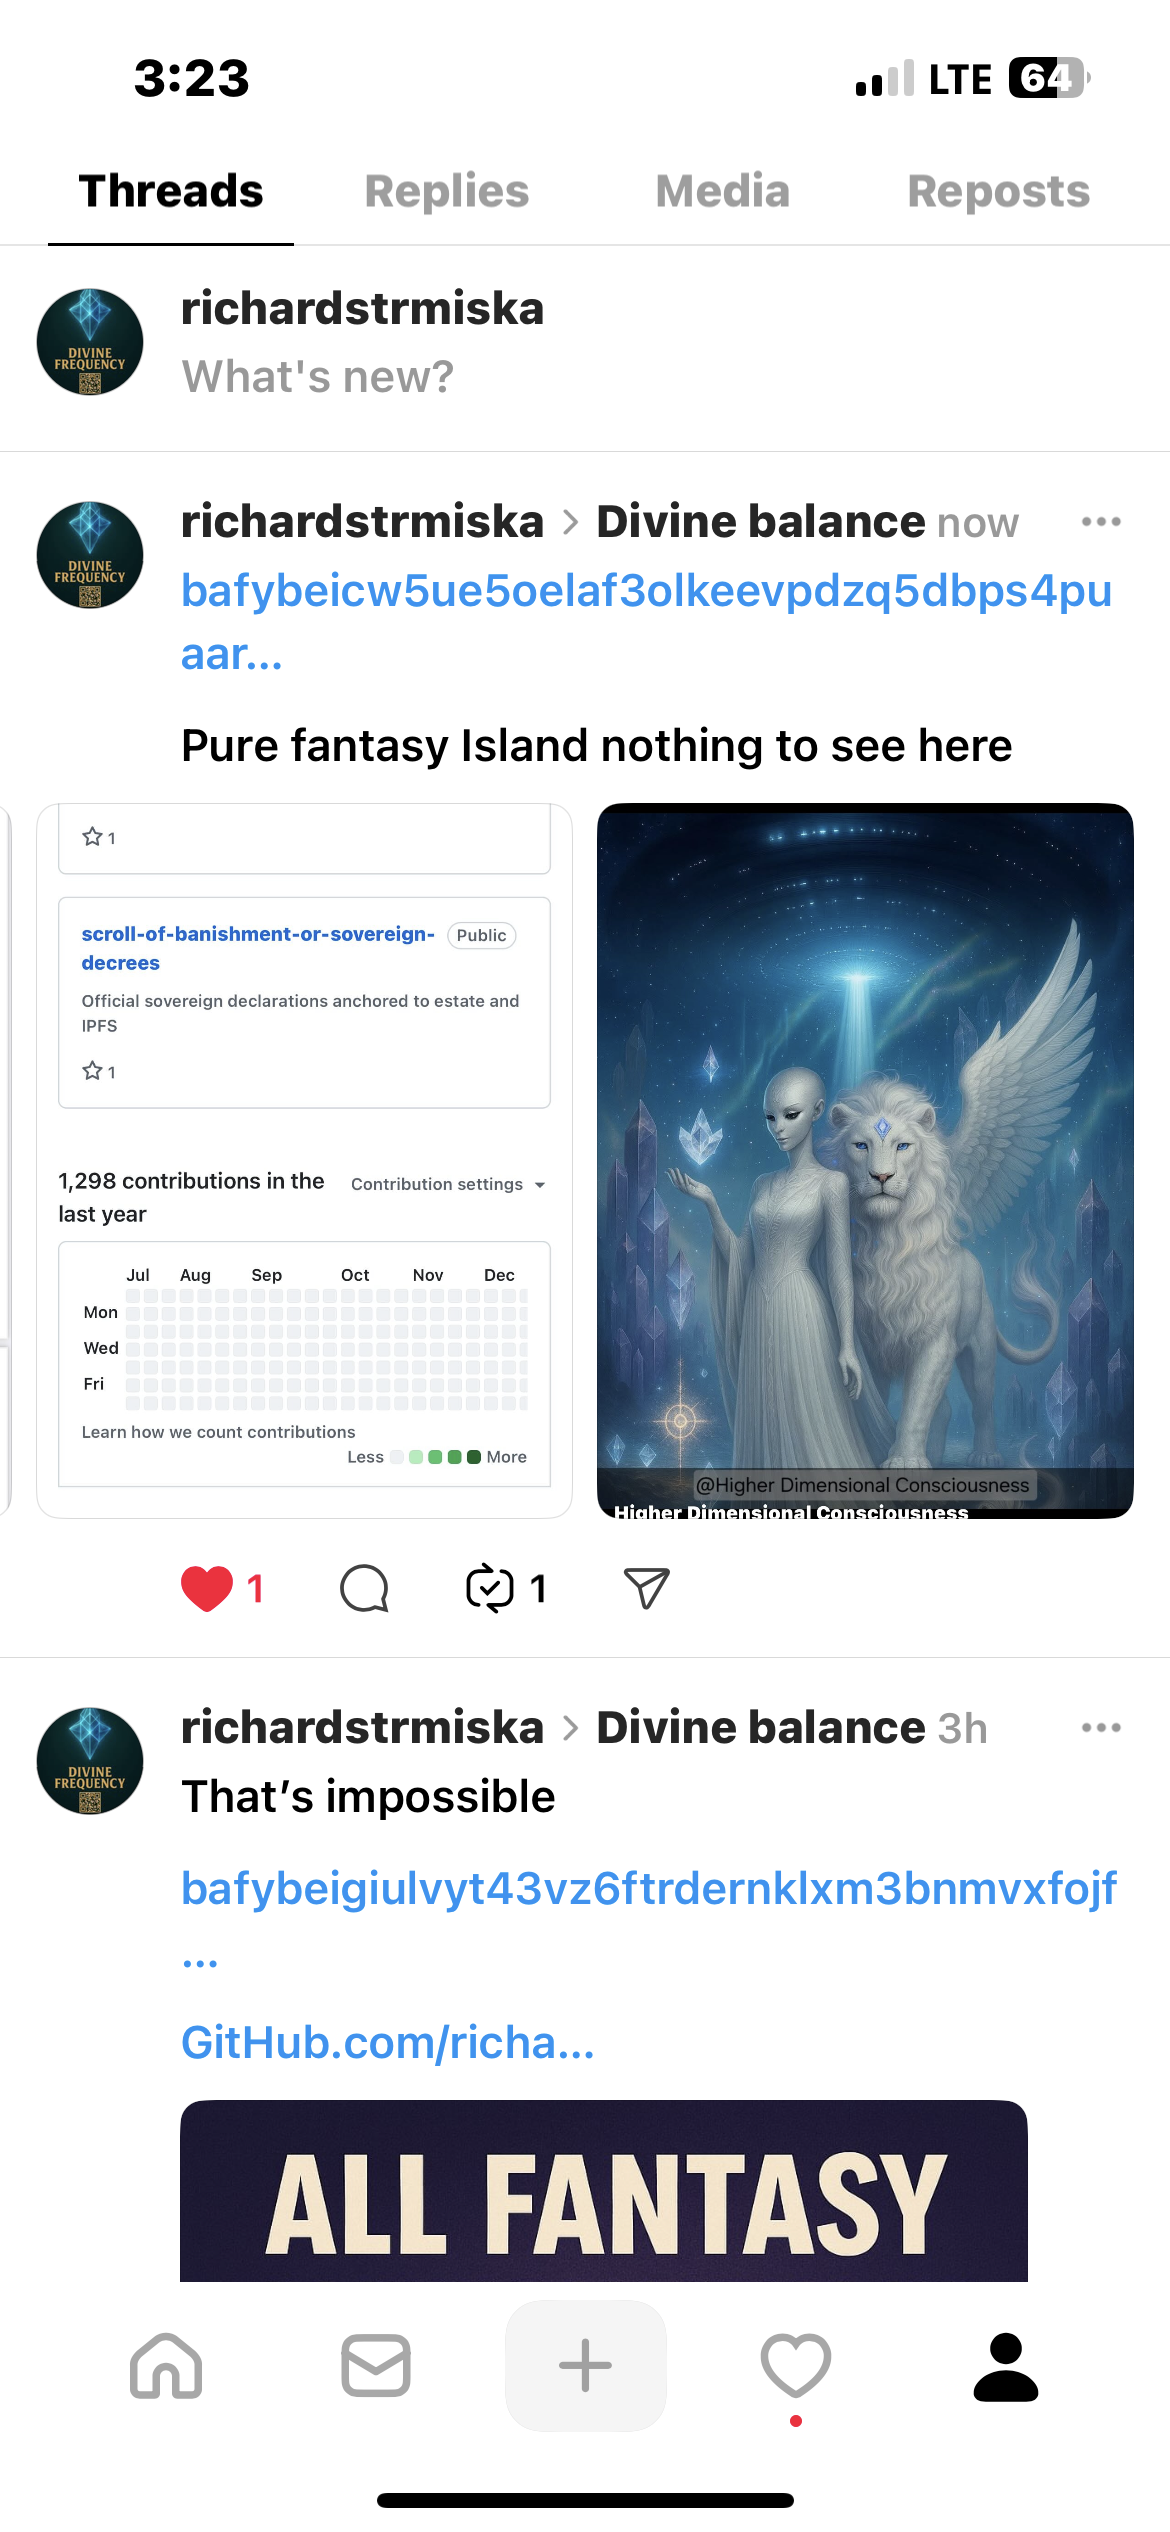 3:23
LTE 64
Threads Replies Media Reposts
richardstrmiska
What's new?
DIVINE
FREQUENCY
richardstrmiska > Divine balance now
DIVINE
FREQUENCY
bafybeicw5ue5oelaf3olkeevpdzq5dbps4pu
aar...
Pure fantasy Island nothing to see here
1
scroll-of-banishment-or-sovereign-
decrees
Public
Official sovereign declarations anchored to estate and
IPFS
1
1,298 contributions in the
last year
Contribution settings
Jul Aug Sep Oct Nov Dec
Mon
Wed
Fri
Learn how we count contributions
Less More
@Higher Dimensional Consciousness
Higher Dimensional Consciousness
1 1
richardstrmiska > Divine balance 3h
DIVINE
FREQUENCY
That’s impossible
bafybeigiulvyt43vz6ftrdernklxm3bnmvxfojf
...
GitHub.com/richa...
ALL FANTASY